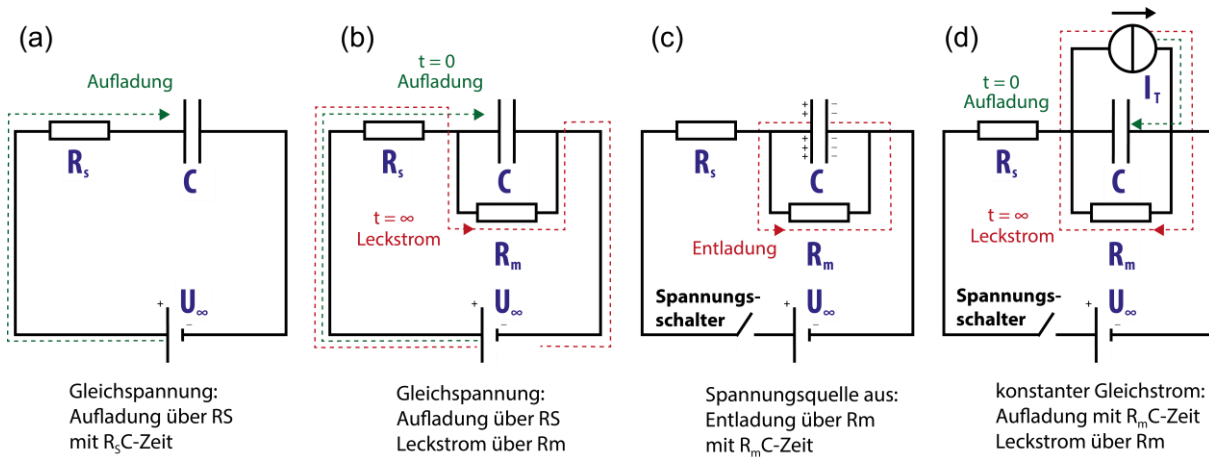 (a)
Aufladung
Rₛ
C
+
U∞
–
Gleichspannung:
Aufladung über RS
mit RₛC-Zeit
(b)
t = 0
Aufladung
Rₛ
C
t = ∞
Leckstrom
Rₘ
+
U∞
–
Gleichspannung:
Aufladung über RS
Leckstrom über Rm
(c)
+ –
+ –
+ –
+ –
+ –
Rₛ
C
Entladung
Rₘ
Spannungs-
schalter
+
U∞
–
Spannungsquelle aus:
Entladung über Rm
mit RₘC-Zeit
(d)
t = 0
Aufladung
I_T
Rₛ
C
t = ∞
Leckstrom
Rₘ
Spannungs-
schalter
+
U∞
–
konstanter Gleichstrom:
Aufladung mit RₘC-Zeit
Leckstrom über Rm